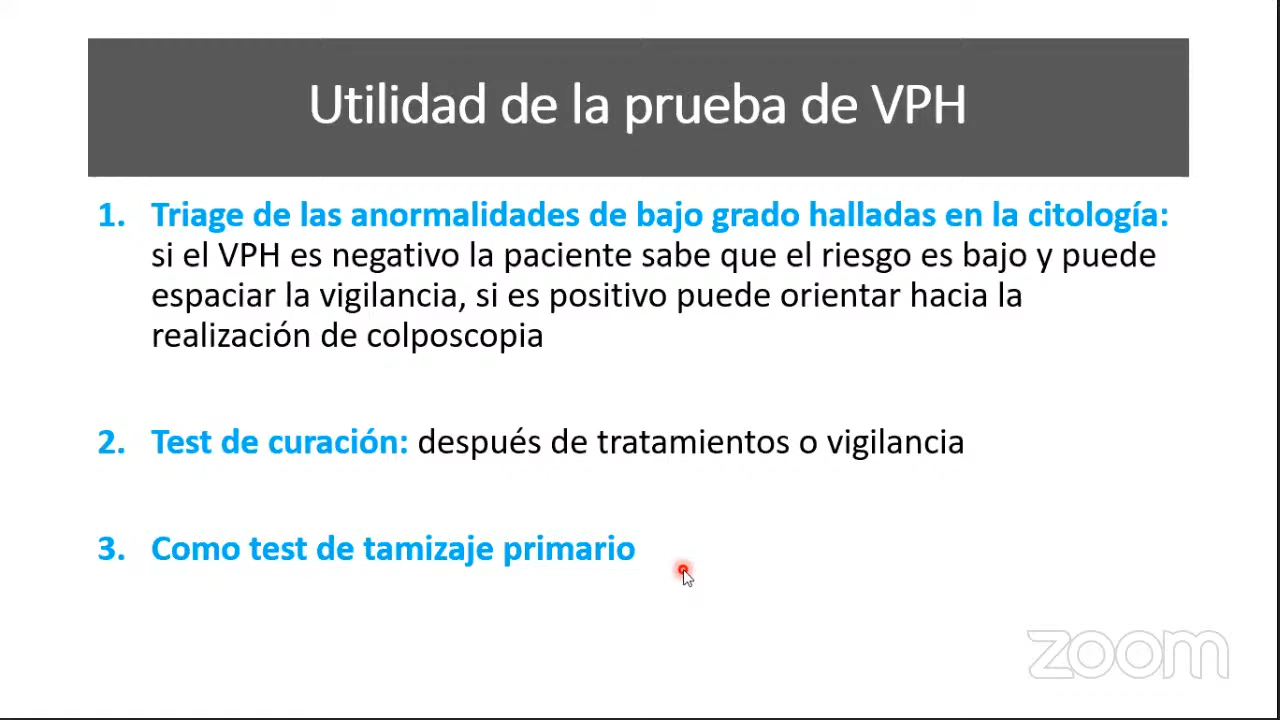 Utilidad de la prueba de VPH
1. Triage de las anormalidades de bajo grado halladas en la citología:
si el VPH es negativo la paciente sabe que el riesgo es bajo y puede
espaciar la vigilancia, si es positivo puede orientar hacia la
realización de colposcopia
2. Test de curación: después de tratamientos o vigilancia
3. Como test de tamizaje primario
zoom